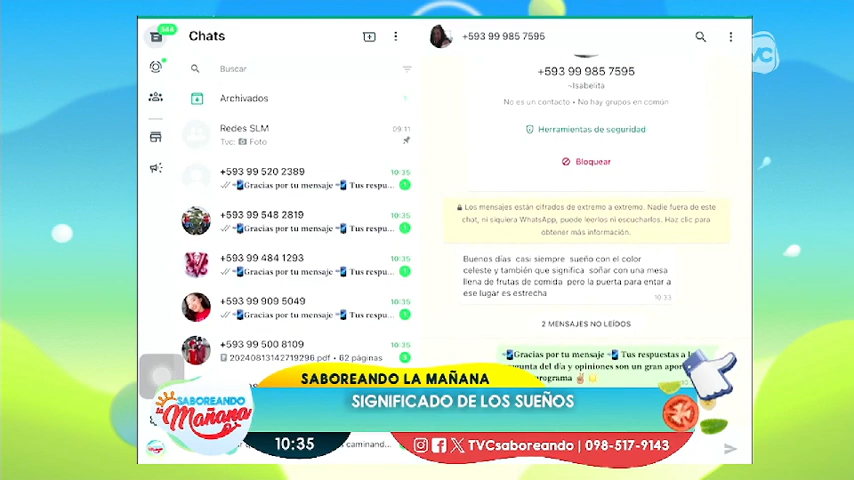 544
Chats
Buscar
Archivados
Redes SLM
09:11
Tvc: Foto
+593 99 520 2389
10:35
Gracias por tu mensaje Tus respu...
+593 99 548 2819
10:35
Gracias por tu mensaje Tus respu...
+593 99 484 1293
10:35
Gracias por tu mensaje Tus respu...
+593 99 909 5049
10:35
Gracias por tu mensaje Tus respu...
+593 99 500 8109
10:35
20240813142719296.pdf • 62 páginas
+593 99 985 7595
TVC
+593 99 985 7595
~Isabelita
No es un contacto • No hay grupos en común
Herramientas de seguridad
Bloquear
Los mensajes están cifrados de extremo a extremo. Nadie fuera de este
chat, ni siquiera WhatsApp, puede leerlos ni escucharlos. Haz clic para
obtener más información.
Buenos días casi siempre sueño con el color
celeste y también que significa soñar con una mesa
llena de frutas de comida pero la puerta para entar a
ese lugar es estrecha
10:33
2 MENSAJES NO LEÍDOS
Gracias por tu mensaje Tus respuestas a la
pregunta del día y opiniones son un gran aporte
programa
SABOREANDO LA MAÑANA
SIGNIFICADO DE LOS SUEÑOS
SABOREANDO
la Mañana
10:35
caminand...
TVCsaboreando | 098-517-9143